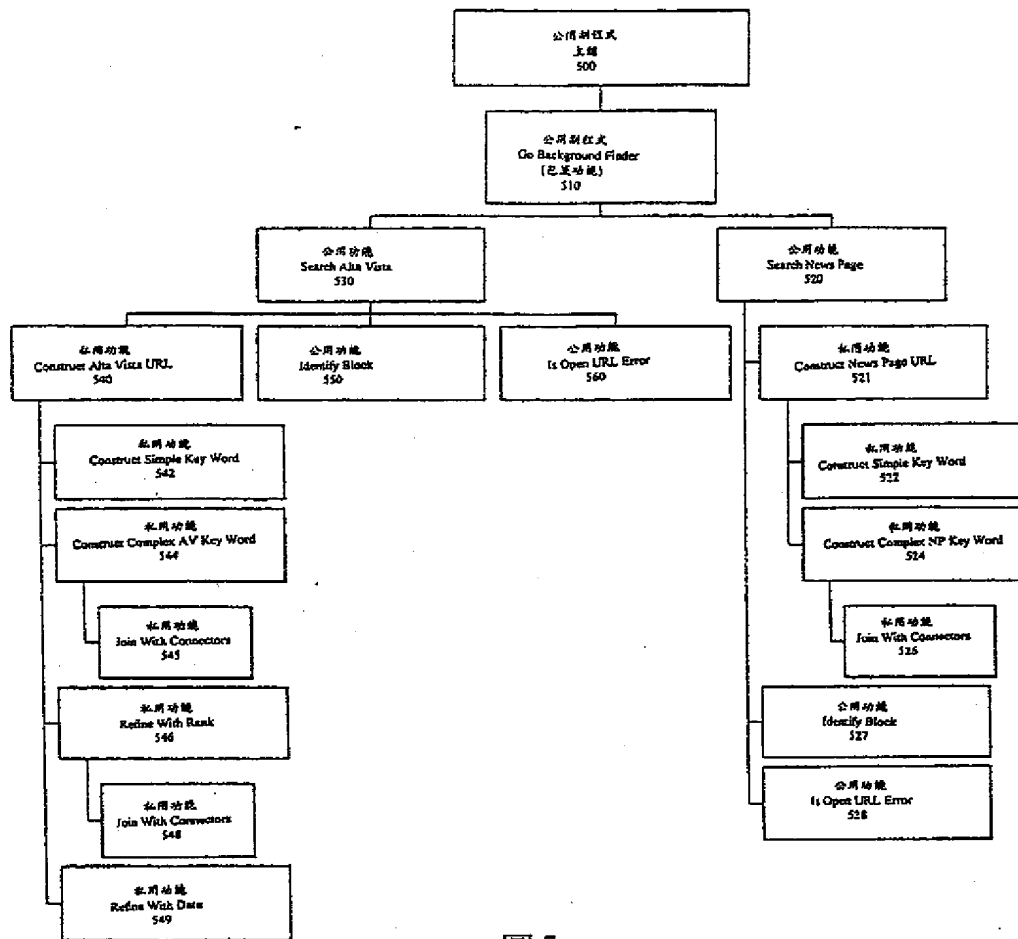 公用副程式
主鍵
500
公用副程式
Go Background Finder
(包裝功能)
510
公用功能
Search Alta Vista
530
公用功能
Search News Page
520
私用功能
Construct Alta Vista URL
540
公用功能
Identify Block
550
公用功能
Is Open URL Error
560
私用功能
Construct News Page URL
521
私用功能
Construct Simple Key Word
542
私用功能
Construct Simple Key Word
522
私用功能
Construct Complex AV Key Word
544
私用功能
Construct Complex NP Key Word
524
私用功能
Join With Connectors
545
私用功能
Join With Connectors
526
私用功能
Refine With Rank
546
公用功能
Identify Block
527
私用功能
Join With Connectors
548
公用功能
Is Open URL Error
528
私用功能
Refine With Date
549